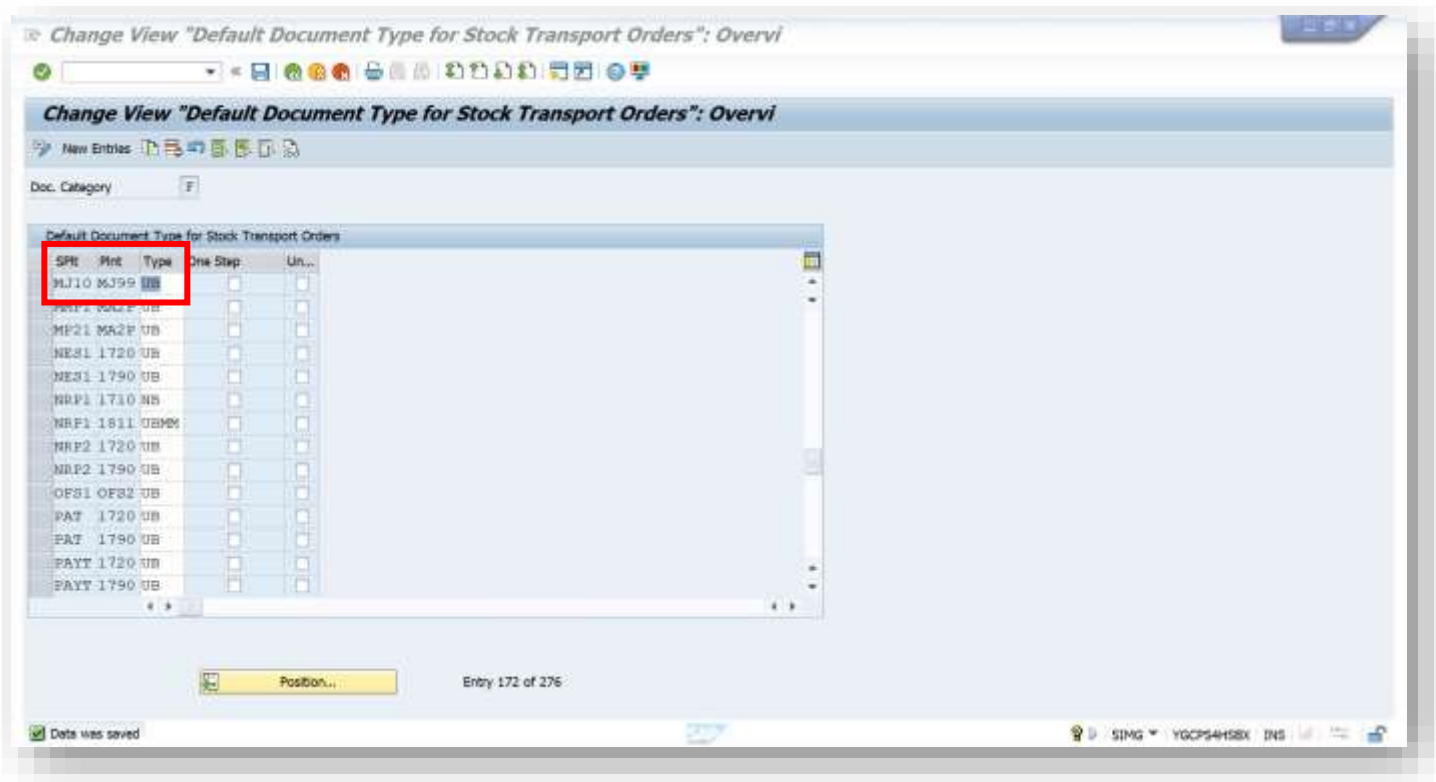 Change View "Default Document Type for Stock Transport Orders": Overvi
Change View "Default Document Type for Stock Transport Orders": Overvi
New Entries
Doc. Category F
Default Document Type for Stock Transport Orders
SPlt Plnt Type One Step Un...
MJ10 MJ99 UB
UB
MP21 MA2P UB
NES1 1720 UB
NES1 1790 UB
NRP1 1710 NB
NRP1 1811 UBMM
NRP2 1720 UB
NRP2 1790 UB
OFS1 OFS2 UB
PAT 1720 UB
PAT 1790 UB
PAYT 1720 UB
PAYT 1790 UB
Position... Entry 172 of 276
Data was saved SIMG YGCPS4HSBX INS